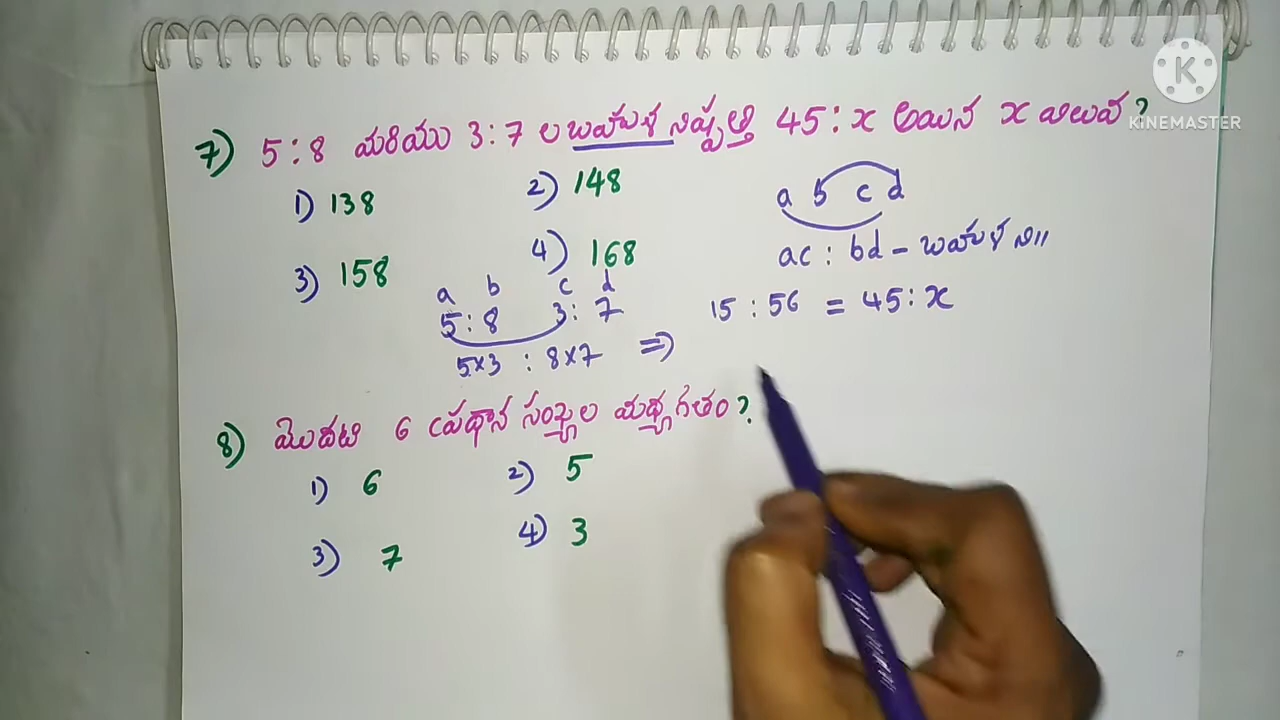 7) 5:8 మరియు 3:7 ల బహుళ నిష్పత్తి 45:x అయిన x విలువ?
KINEMASTER
1) 138 2) 148
3) 158 4) 168
a b c d
ac : bd - బహుళ ని॥
a b c d
5:8 3:7
5×3 : 8×7 ⇒ 15 : 56 = 45 : x
8) మొదటి 6 ప్రధాన సంఖ్యల మధ్యగతం?
1) 6 2) 5
3) 7 4) 3